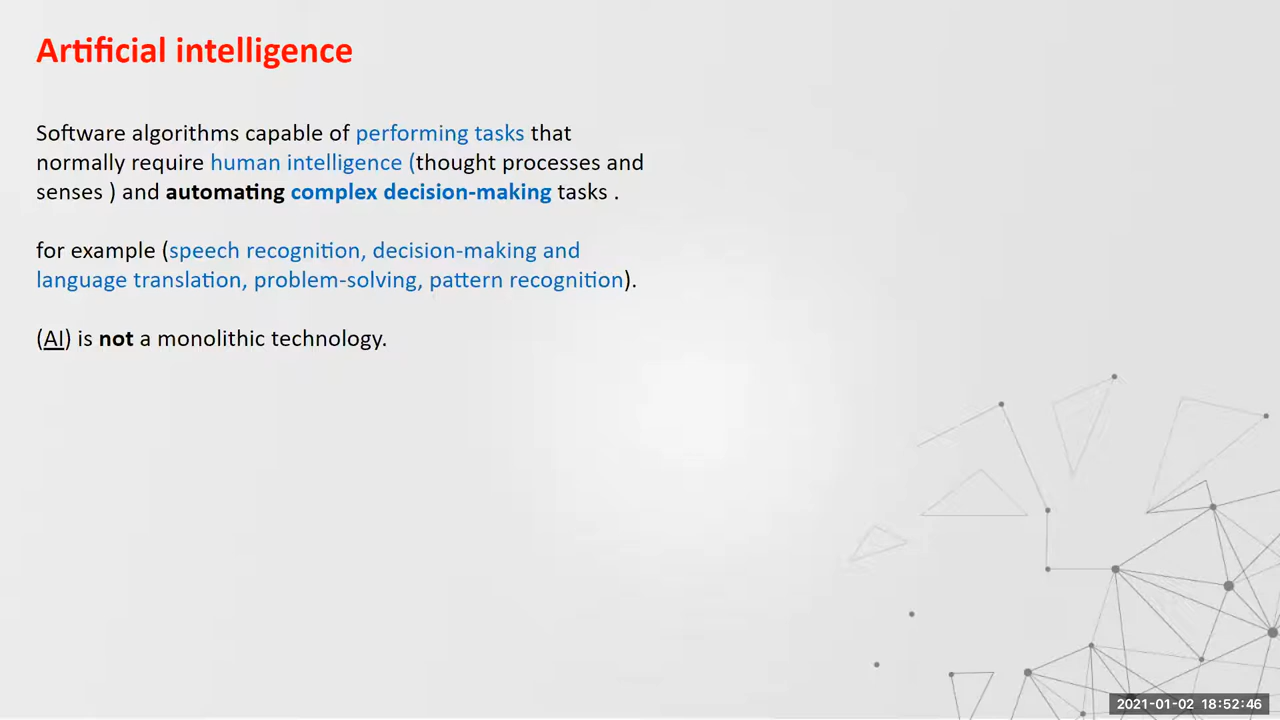 Artificial intelligence
Software algorithms capable of performing tasks that
normally require human intelligence (thought processes and
senses ) and automating complex decision-making tasks .
for example (speech recognition, decision-making and
language translation, problem-solving, pattern recognition).
(AI) is not a monolithic technology.
2021-01-02 18:52:46